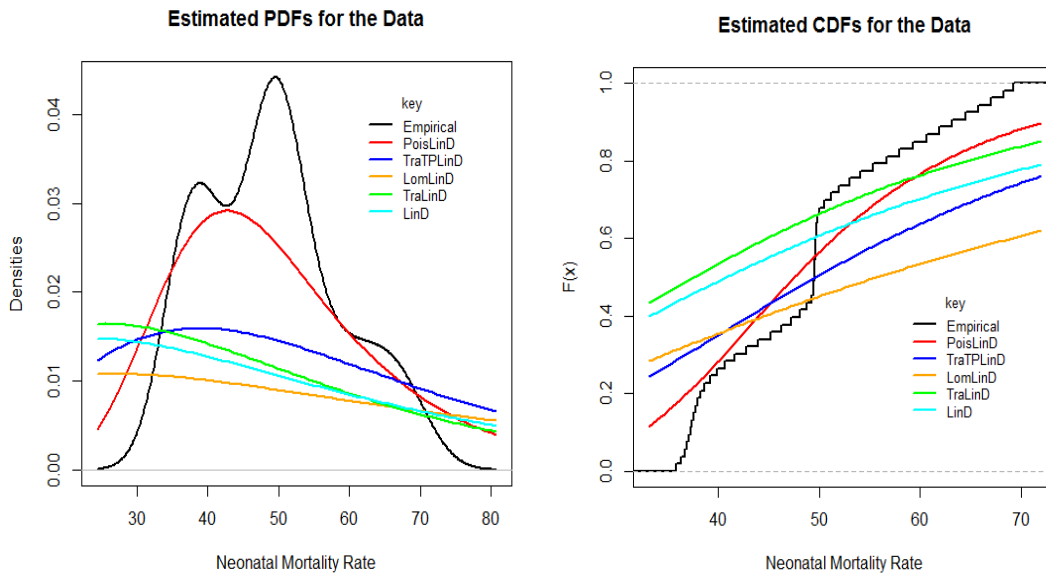 Estimated PDFs for the Data
Densities
0.00
0.01
0.02
0.03
0.04
key
Empirical
PoisLinD
TraTPLinD
LomLinD
TraLinD
LinD
30 40 50 60 70 80
Neonatal Mortality Rate
Estimated CDFs for the Data
F(x)
0.0
0.2
0.4
0.6
0.8
1.0
key
Empirical
PoisLinD
TraTPLinD
LomLinD
TraLinD
LinD
40 50 60 70
Neonatal Mortality Rate